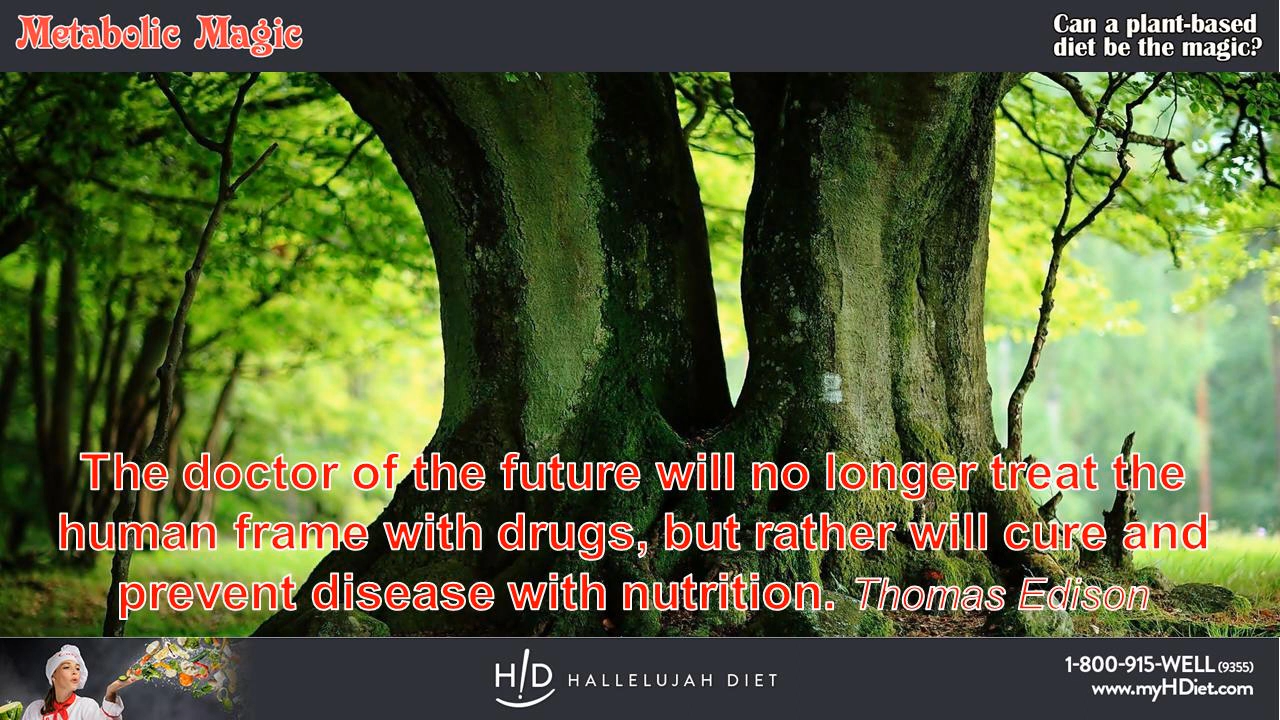 Metabolic Magic
Can a plant-based
diet be the magic?
The doctor of the future will no longer treat the
human frame with drugs, but rather will cure and
prevent disease with nutrition. Thomas Edison
H!D HALLELUJAH DIET
1-800-915-WELL (9355)
www.myHDiet.com